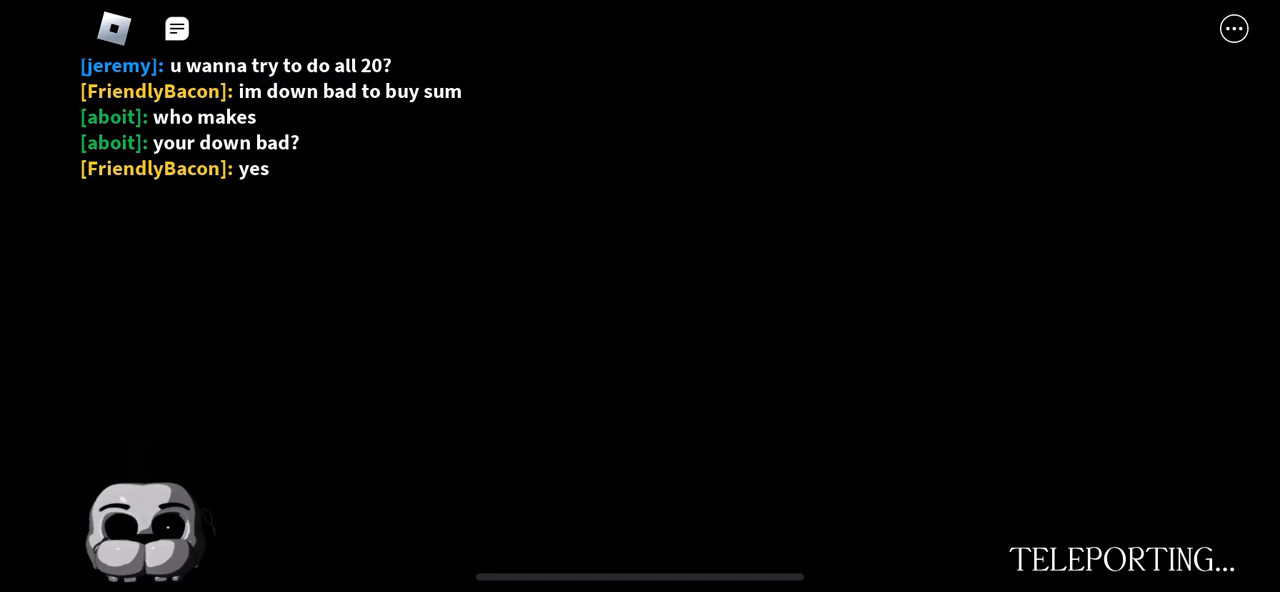 [jeremy]: u wanna try to do all 20?
[FriendlyBacon]: im down bad to buy sum
[aboit]: who makes
[aboit]: your down bad?
[FriendlyBacon]: yes
TELEPORTING...